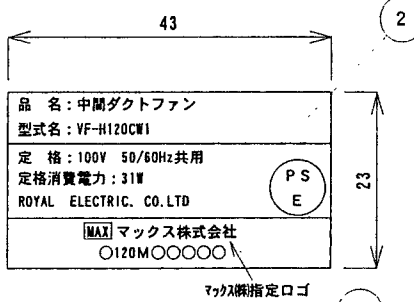 43
2
品 名：中間ダクトファン
型式名：VF-H120CW1
定 格：100V 50/60Hz共用
定格消費電力：31W
ROYAL ELECTRIC. CO.LTD
PS
E
23
MAX マックス株式会社
○120M○○○○○
マックス㈱指定ロゴ